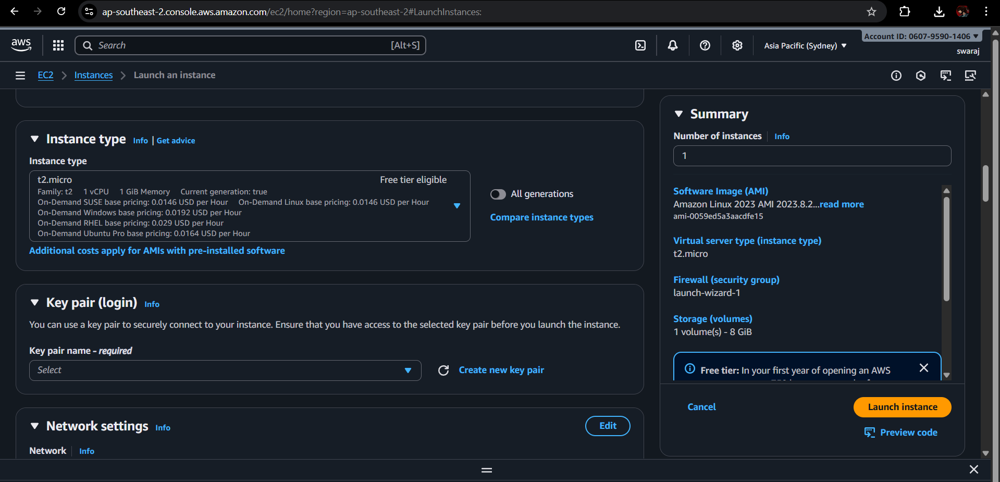 ap-southeast-2.console.aws.amazon.com/ec2/home?region=ap-southeast-2#LaunchInstances:
aws
Search
[Alt+S]
Asia Pacific (Sydney)
Account ID: 0607-9590-1406
swaraj
EC2
Instances
Launch an instance
Instance type
Info
Get advice
Instance type
t2.micro
Free tier eligible
Family: t2 1 vCPU 1 GiB Memory Current generation: true
On-Demand SUSE base pricing: 0.0146 USD per Hour On-Demand Linux base pricing: 0.0146 USD per Hour
On-Demand Windows base pricing: 0.0192 USD per Hour
On-Demand RHEL base pricing: 0.029 USD per Hour
On-Demand Ubuntu Pro base pricing: 0.0164 USD per Hour
Additional costs apply for AMIs with pre-installed software
All generations
Compare instance types
Key pair (login)
Info
You can use a key pair to securely connect to your instance. Ensure that you have access to the selected key pair before you launch the instance.
Key pair name - required
Select
Create new key pair
Network settings
Info
Edit
Network
Info
Summary
Number of instances
Info
1
Software Image (AMI)
Amazon Linux 2023 AMI 2023.8.2...read more
ami-0059ed5a3aacdfe15
Virtual server type (instance type)
t2.micro
Firewall (security group)
launch-wizard-1
Storage (volumes)
1 volume(s) - 8 GiB
Free tier: In your first year of opening an AWS
Cancel
Launch instance
Preview code